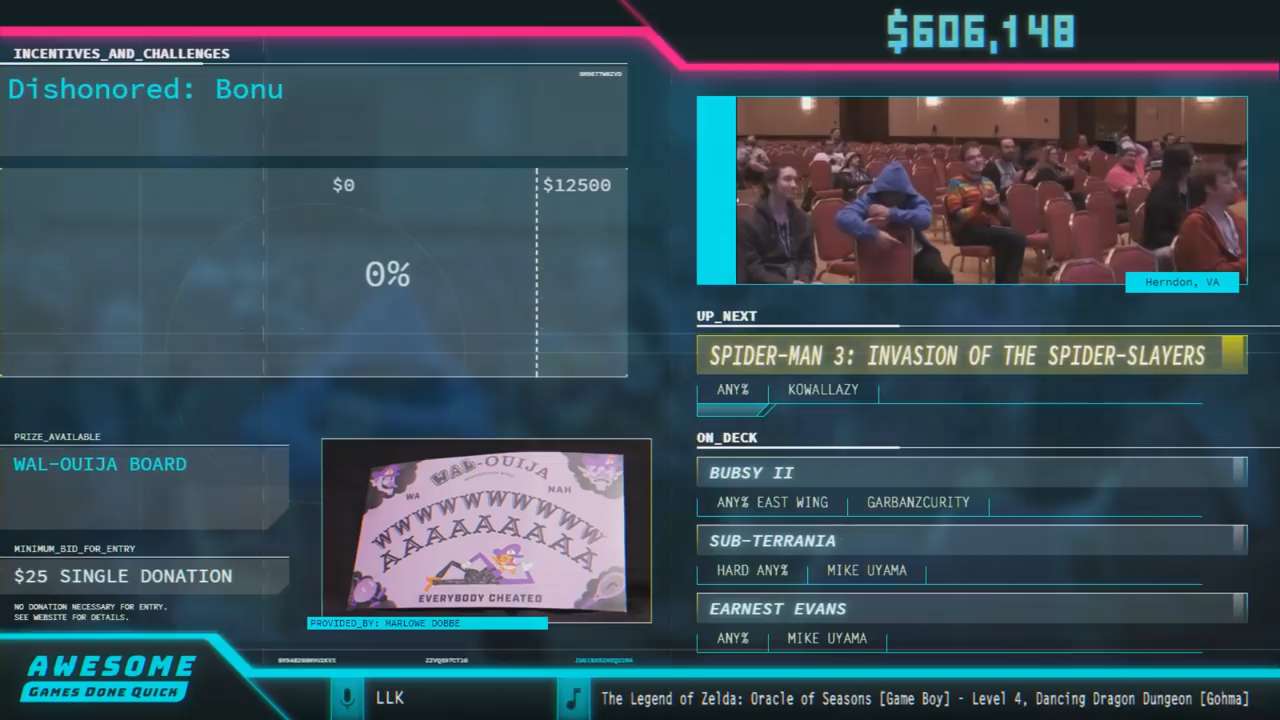 $606,148
INCENTIVES_AND_CHALLENGES
Dishonored: Bonu
$0
$12500
0%
Herndon, VA
UP_NEXT
SPIDER-MAN 3: INVASION OF THE SPIDER-SLAYERS
ANY% KOWALLAZY
ON_DECK
BUBSY II
ANY% EAST WING GARBANZCURITY
SUB-TERRANIA
HARD ANY% MIKE UYAMA
EARNEST EVANS
ANY% MIKE UYAMA
PRIZE_AVAILABLE
WAL-OUIJA BOARD
MINIMUM_BID_FOR_ENTRY
$25 SINGLE DONATION
NO DONATION NECESSARY FOR ENTRY.
SEE WEBSITE FOR DETAILS.
WAL-OUIJA
WA NAH
WWWWWWWWW
AAAAAAAA
EVERYBODY CHEATED
PROVIDED_BY: MARLOWE DOBBE
AWESOME
GAMES DONE QUICK
LLK
The Legend of Zelda: Oracle of Seasons [Game Boy] - Level 4, Dancing Dragon Dungeon [Gohma]